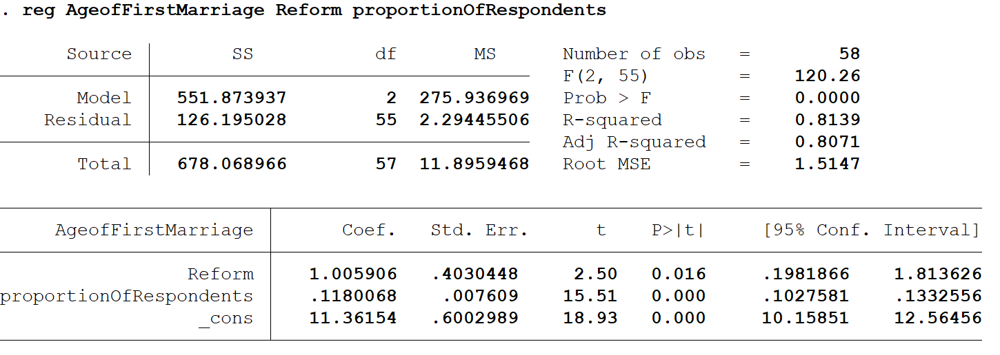 . reg AgeofFirstMarriage Reform proportionOfRespondents
Source SS df MS Number of obs = 58
F(2, 55) = 120.26
Model 551.873937 2 275.936969 Prob > F = 0.0000
Residual 126.195028 55 2.29445506 R-squared = 0.8139
Adj R-squared = 0.8071
Total 678.068966 57 11.8959468 Root MSE = 1.5147
AgeofFirstMarriage Coef. Std. Err. t P>|t| [95% Conf. Interval]
Reform 1.005906 .4030448 2.50 0.016 .1981866 1.813626
proportionOfRespondents .1180068 .007609 15.51 0.000 .1027581 .1332556
_cons 11.36154 .6002989 18.93 0.000 10.15851 12.56456